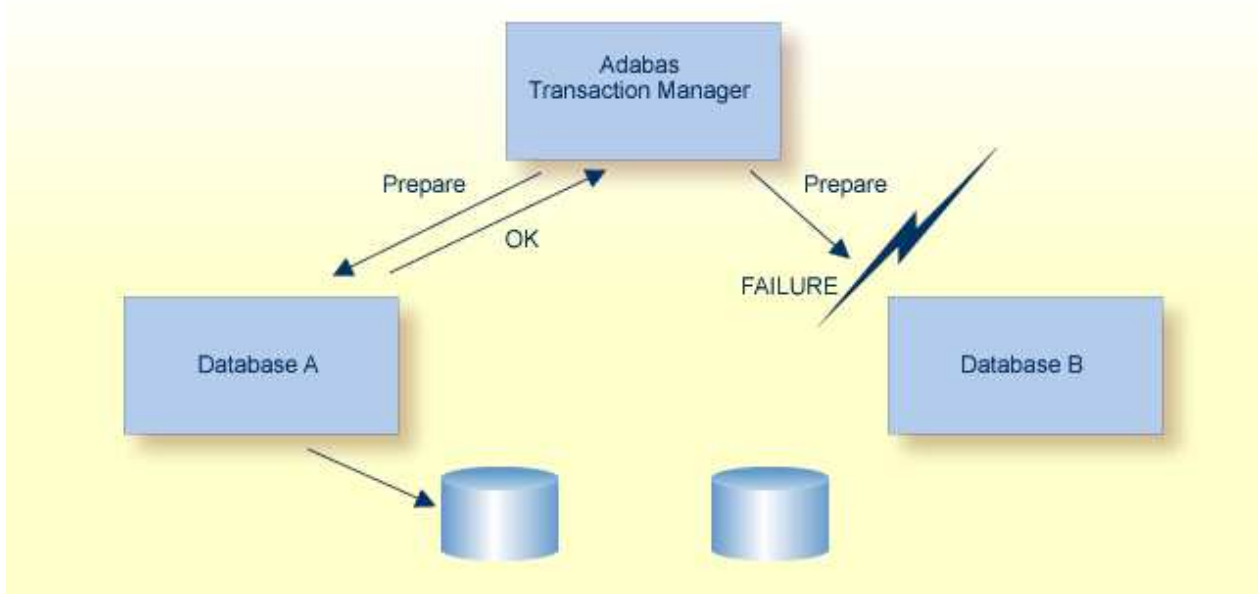 Adabas
Transaction Manager
Prepare
Prepare
OK
FAILURE
Database A
Database B